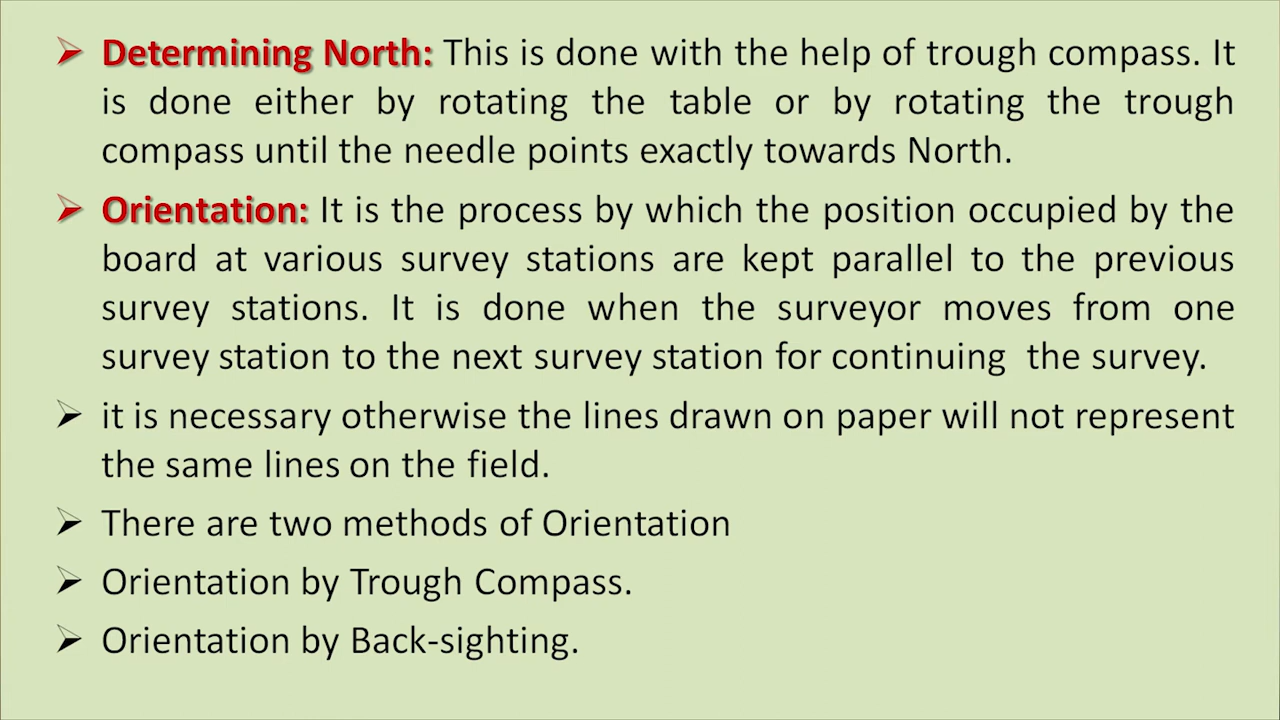 Determining North: This is done with the help of trough compass. It
is done either by rotating the table or by rotating the trough
compass until the needle points exactly towards North.
Orientation: It is the process by which the position occupied by the
board at various survey stations are kept parallel to the previous
survey stations. It is done when the surveyor moves from one
survey station to the next survey station for continuing the survey.
it is necessary otherwise the lines drawn on paper will not represent
the same lines on the field.
There are two methods of Orientation
Orientation by Trough Compass.
Orientation by Back-sighting.